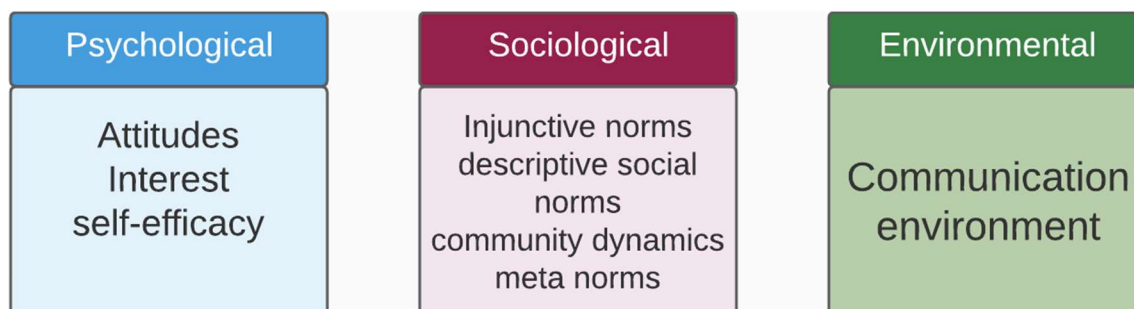 Psychological
Attitudes
Interest
self-efficacy
Sociological
Injunctive norms
descriptive social
norms
community dynamics
meta norms
Environmental
Communication
environment